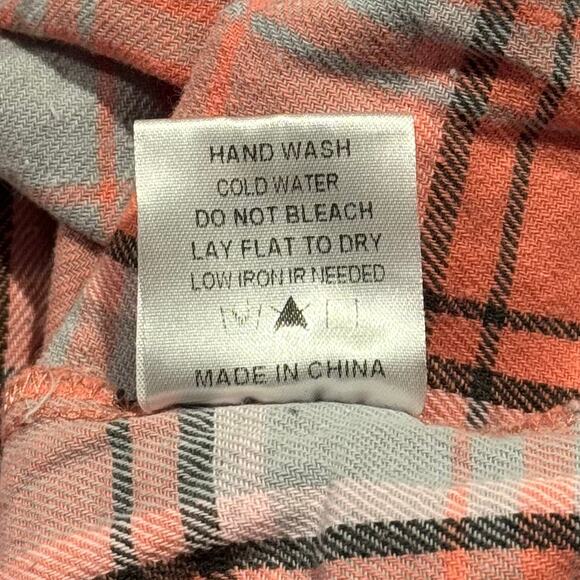 HAND WASH
COLD WATER
DO NOT BLEACH
LAY FLAT TO DRY
LOW IRON IR NEEDED
MADE IN CHINA